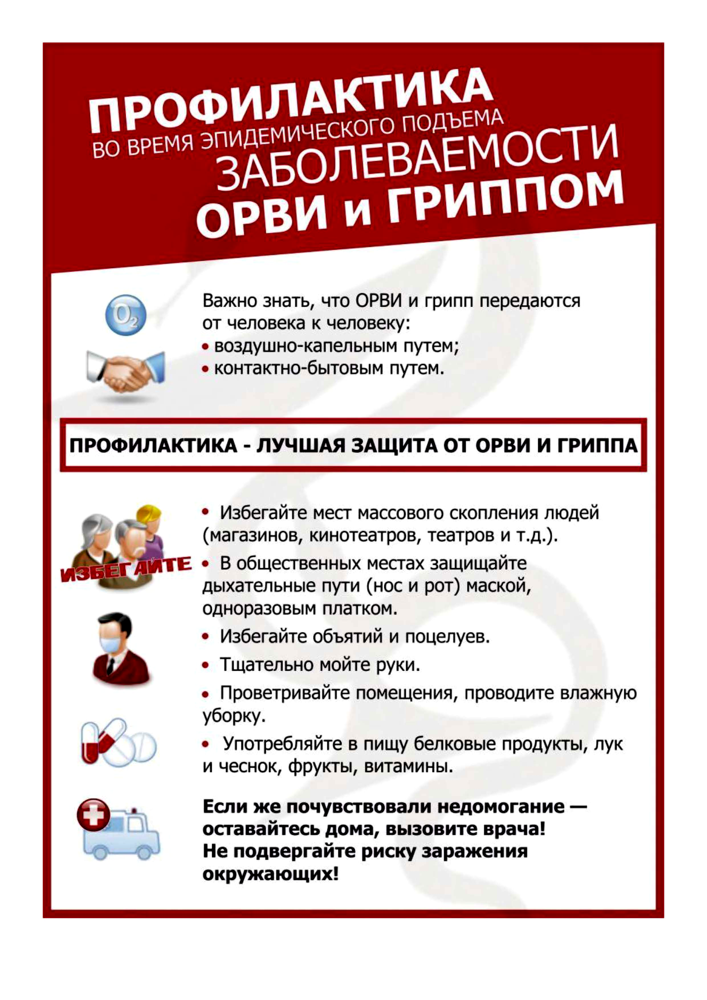 ПРОФИЛАКТИКА
ВО ВРЕМЯ ЭПИДЕМИЧЕСКОГО ПОДЪЕМА
ЗАБОЛЕВАЕМОСТИ
ОРВИ и ГРИППОМ
O2
Важно знать, что ОРВИ и грипп передаются
от человека к человеку:
• воздушно-капельным путем;
• контактно-бытовым путем.
ПРОФИЛАКТИКА - ЛУЧШАЯ ЗАЩИТА ОТ ОРВИ И ГРИППА
ИЗБЕГАЙТЕ
• Избегайте мест массового скопления людей
(магазинов, кинотеатров, театров и т.д.).
• В общественных местах защищайте
дыхательные пути (нос и рот) маской,
одноразовым платком.
• Избегайте объятий и поцелуев.
• Тщательно мойте руки.
• Проветривайте помещения, проводите влажную
уборку.
• Употребляйте в пищу белковые продукты, лук
и чеснок, фрукты, витамины.
Если же почувствовали недомогание —
оставайтесь дома, вызовите врача!
Не подвергайте риску заражения
окружающих!